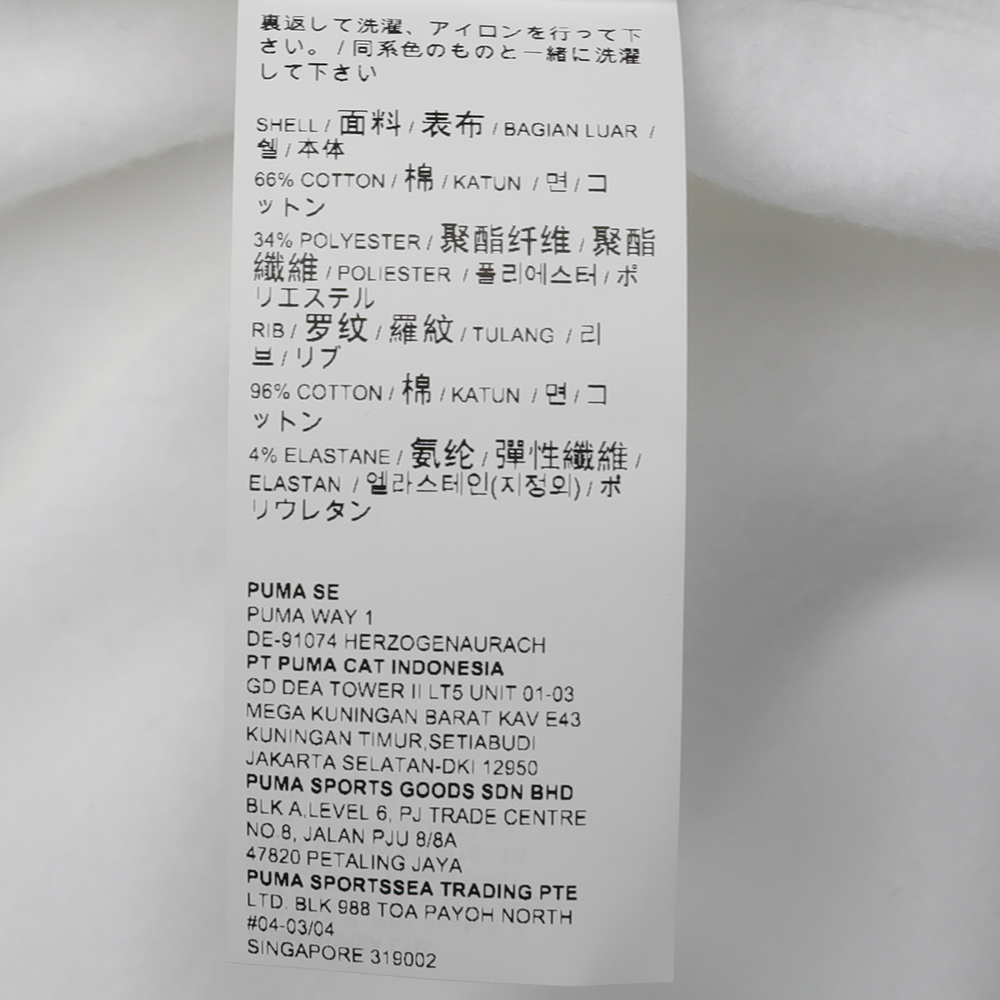 裏返して洗濯、アイロンを行って下
さい。/同系色のものと一緒に洗濯
して下さい
SHELL / 面料 / 表布 / BAGIAN LUAR /
쉘 / 本体
66% COTTON / 棉 / KATUN / 면 / コ
ットン
34% POLYESTER / 聚酯纤维 / 聚酯
纖維 / POLIESTER / 폴리에스터 / ポ
リエステル
RIB / 罗纹 / 羅紋 / TULANG / 리
브 / リブ
96% COTTON / 棉 / KATUN / 면 / コ
ットン
4% ELASTANE / 氨纶 / 彈性纖維 /
ELASTAN / 엘라스테인(지정외) / ポ
リウレタン
PUMA SE
PUMA WAY 1
DE-91074 HERZOGENAURACH
PT PUMA CAT INDONESIA
GD DEA TOWER II LT5 UNIT 01-03
MEGA KUNINGAN BARAT KAV E43
KUNINGAN TIMUR,SETIABUDI
JAKARTA SELATAN-DKI 12950
PUMA SPORTS GOODS SDN BHD
BLK A,LEVEL 6, PJ TRADE CENTRE
NO.8, JALAN PJU 8/8A
47820 PETALING JAYA
PUMA SPORTSSEA TRADING PTE
LTD. BLK 988 TOA PAYOH NORTH
#04-03/04
SINGAPORE 319002